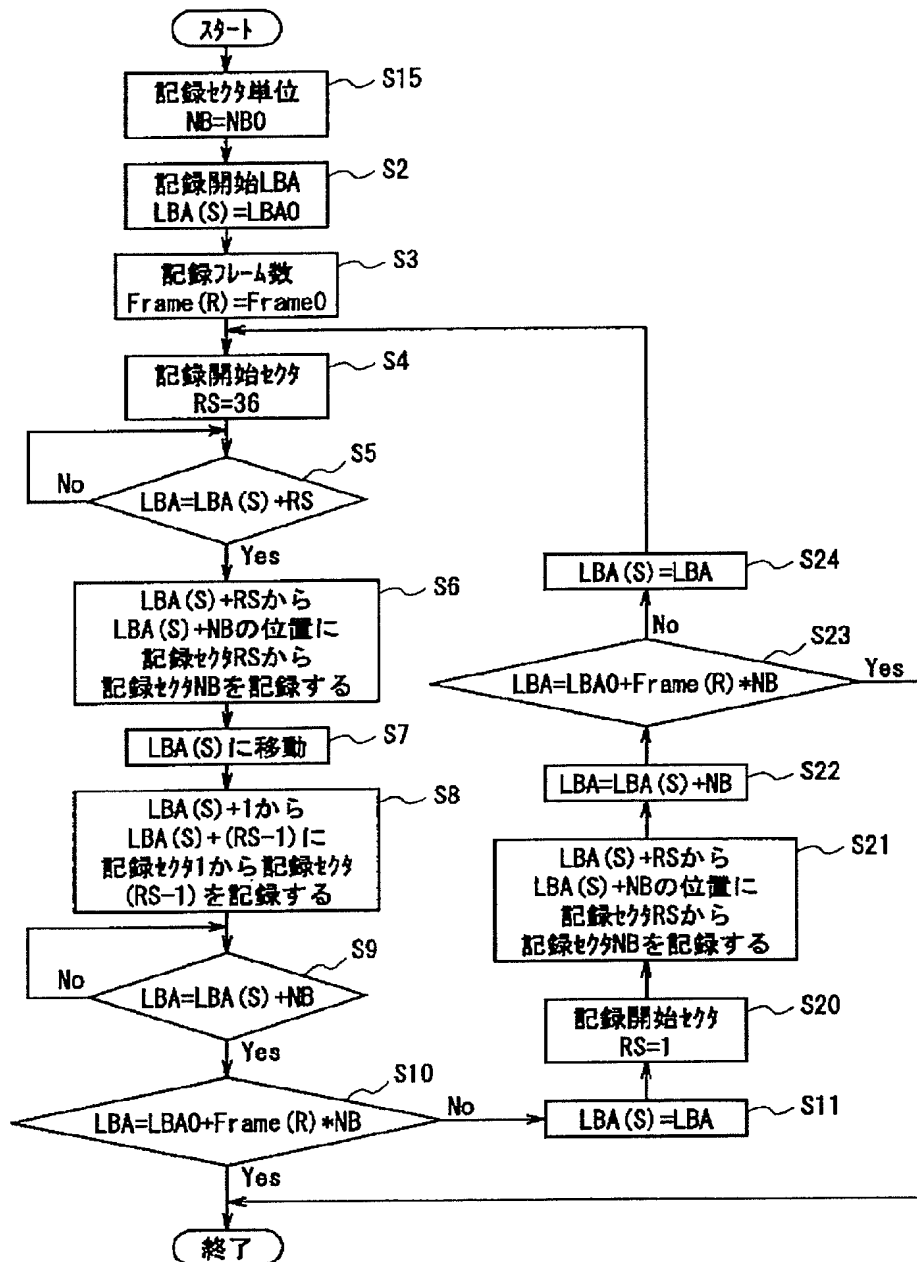 スタート
記録セクタ単位
NB=NB0
S15
記録開始LBA
LBA(S)=LBA0
S2
記録フレーム数
Frame(R)=Frame0
S3
記録開始セクタ
RS=36
S4
LBA=LBA(S)+RS
S5
No
Yes
LBA(S)+RSから
LBA(S)+NBの位置に
記録セクタRSから
記録セクタNBを記録する
S6
LBA(S)に移動
S7
LBA(S)+1から
LBA(S)+(RS-1)に
記録セクタ1から記録セクタ
(RS-1)を記録する
S8
LBA=LBA(S)+NB
S9
No
Yes
LBA=LBA0+Frame(R)*NB
S10
No
Yes
終了
LBA(S)=LBA
S11
記録開始セクタ
RS=1
S20
LBA(S)+RSから
LBA(S)+NBの位置に
記録セクタRSから
記録セクタNBを記録する
S21
LBA=LBA(S)+NB
S22
LBA=LBA0+Frame(R)*NB
S23
Yes
No
LBA(S)=LBA
S24